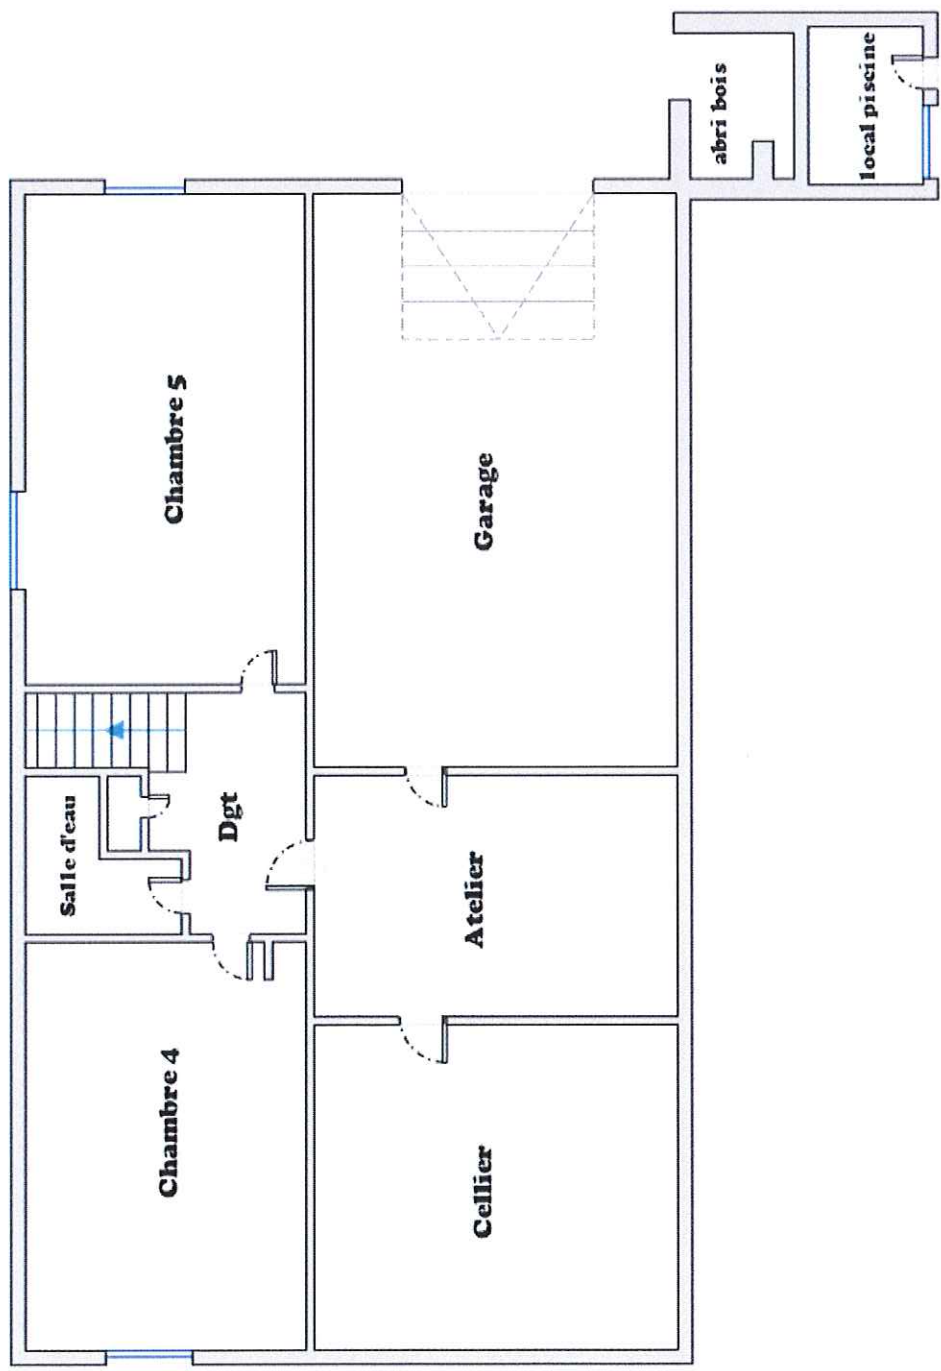 Chambre 4
Salle d'eau
Dgt
Chambre 5
Cellier
Atelier
Garage
abri bois
local piscine